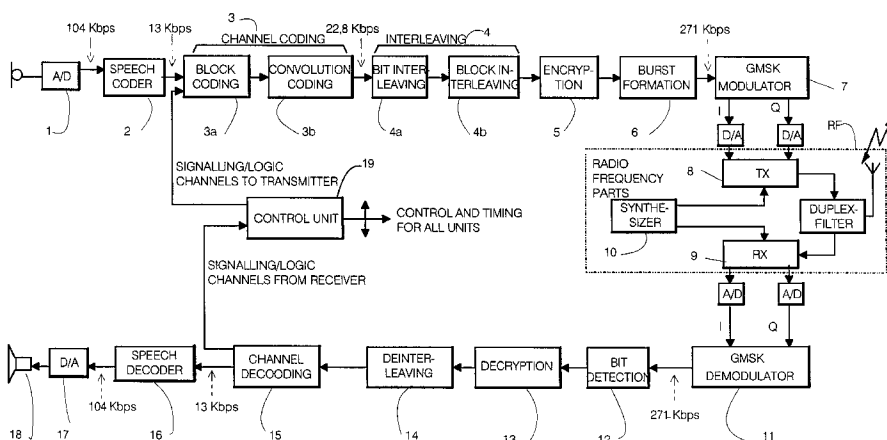 3
4
104 Kbps
13 Kbps
CHANNEL CODING
22,8 Kbps
INTERLEAVING
271 Kbps
A/D
SPEECH
CODER
BLOCK
CODING
CONVOLUTION
CODING
BIT INTER-
LEAVING
BLOCK IN-
TERLEAVING
ENCRYP-
TION
BURST
FORMATION
GMSK
MODULATOR
7
1
2
3a
3b
4a
4b
5
6
I
Q
D/A
D/A
RF
SIGNALLING/LOGIC
CHANNELS TO TRANSMITTER
19
CONTROL UNIT
CONTROL AND TIMING
FOR ALL UNITS
RADIO
FREQUENCY
PARTS
8
TX
SYNTHE-
SIZER
10
DUPLEX-
FILTER
9
RX
SIGNALLING/LOGIC
CHANNELS FROM RECEIVER
A/D
A/D
I
Q
D/A
SPEECH
DECODER
CHANNEL
DECOODING
DEINTER-
LEAVING
DECRYPTION
BIT
DETECTION
GMSK
DEMODULATOR
104 Kbps
13 Kbps
271 Kbps
18
17
16
15
14
13
12
11